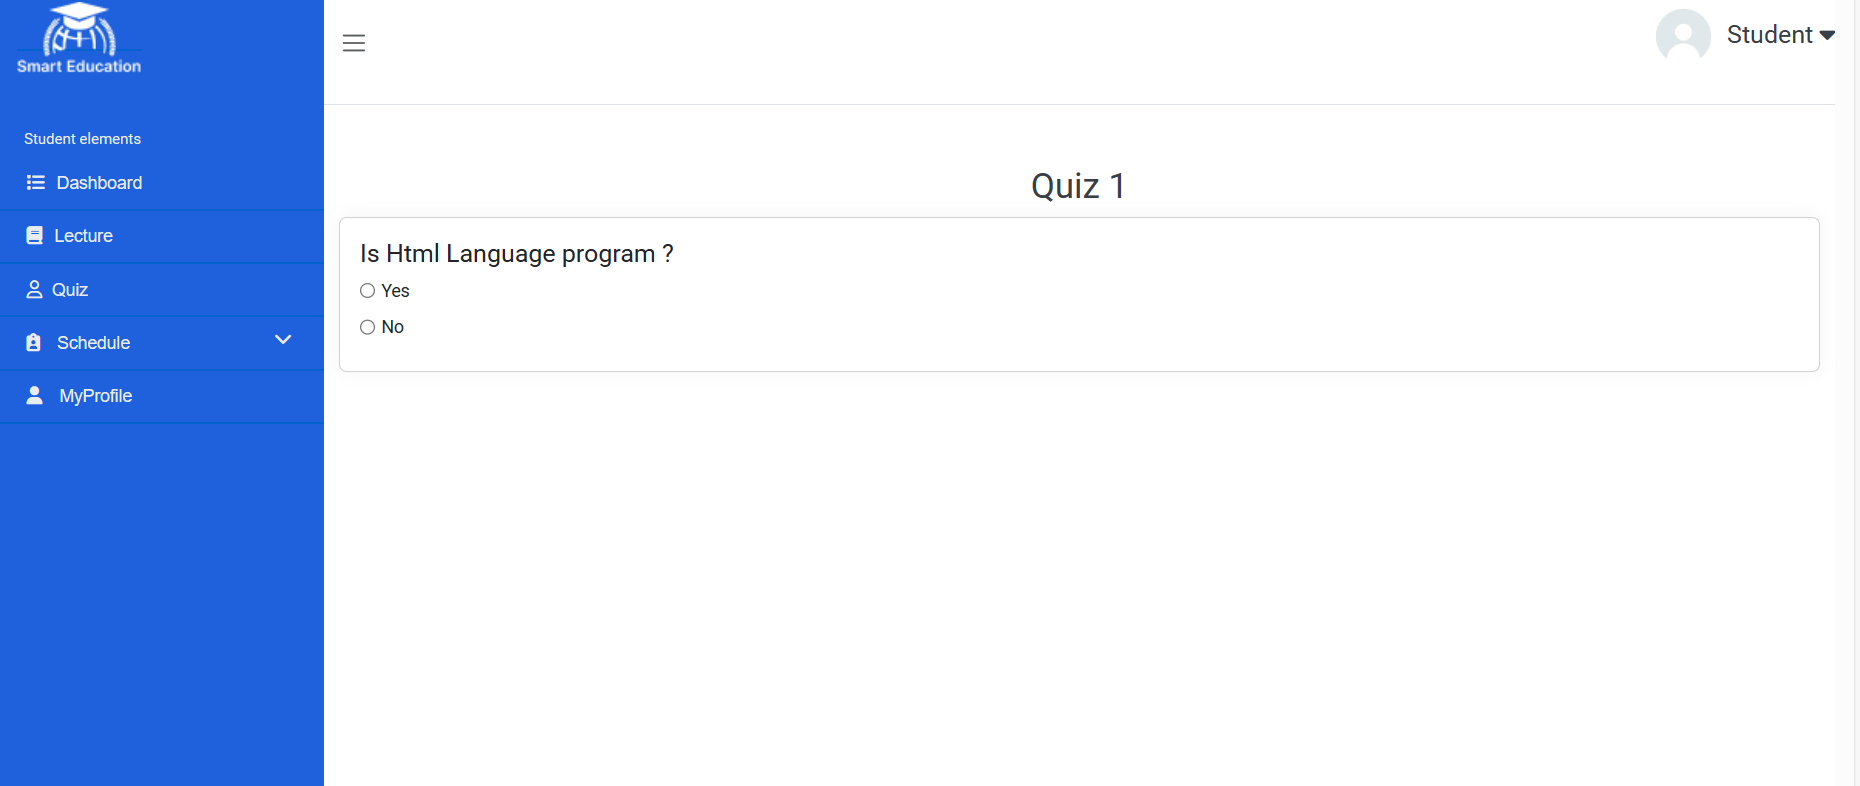 Smart Education
Student elements
Dashboard
Lecture
Quiz
Schedule
MyProfile
Student
Quiz 1
Is Html Language program ?
Yes
No